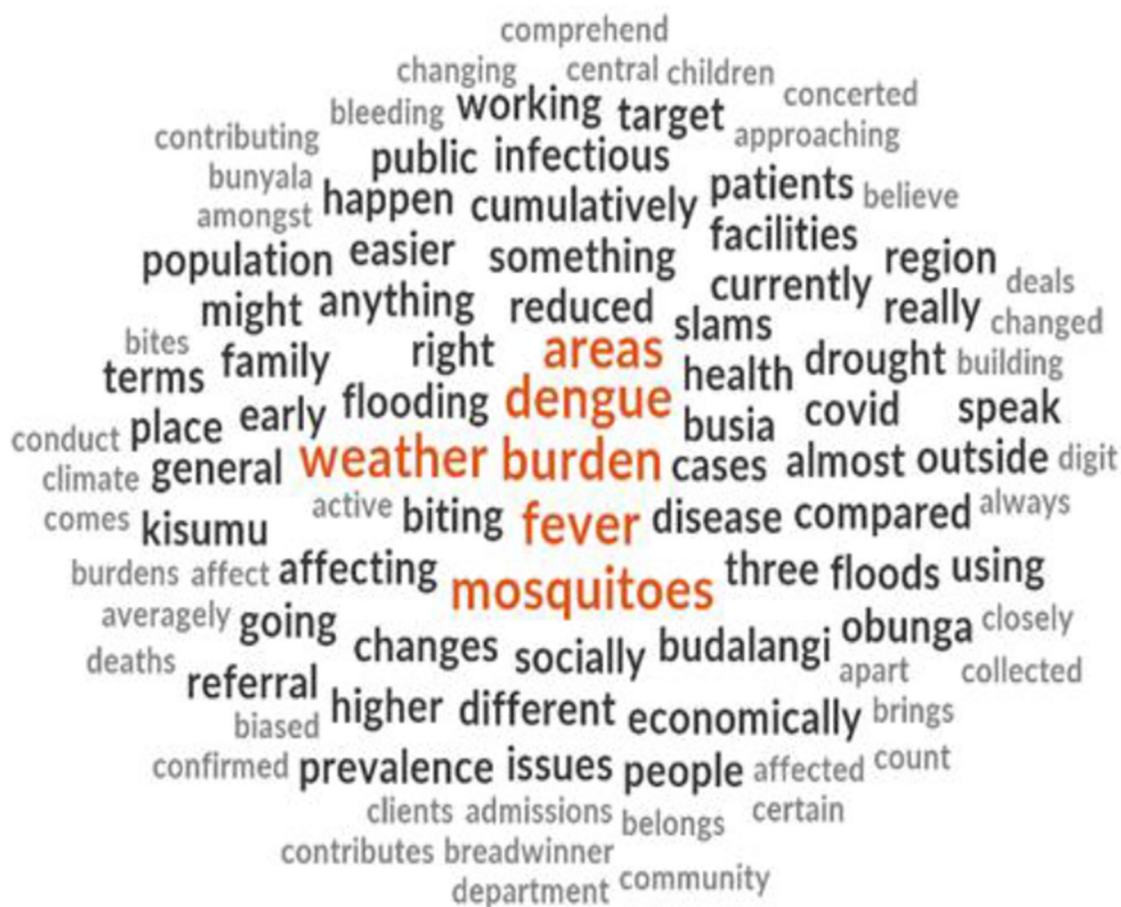 comprehend
changing central children
bleeding working target concerted
contributing approaching
public infectious
bunyala patients believe
amongst happen cumulatively
facilities
population easier something region
currently deals
might anything reduced really
slams changed
bites right areas
terms family health drought building
early flooding dengue covid speak
conduct place busia
climate general weather burden cases almost outside digit
comes kisumu active biting fever disease compared always
burdens affect affecting mosquitoes three floods using
averagely going obunga closely
deaths changes socially budalangi
apart collected
referral
biased higher different economically brings
confirmed prevalence issues people affected count
clients admissions belongs certain
contributes breadwinner
department community